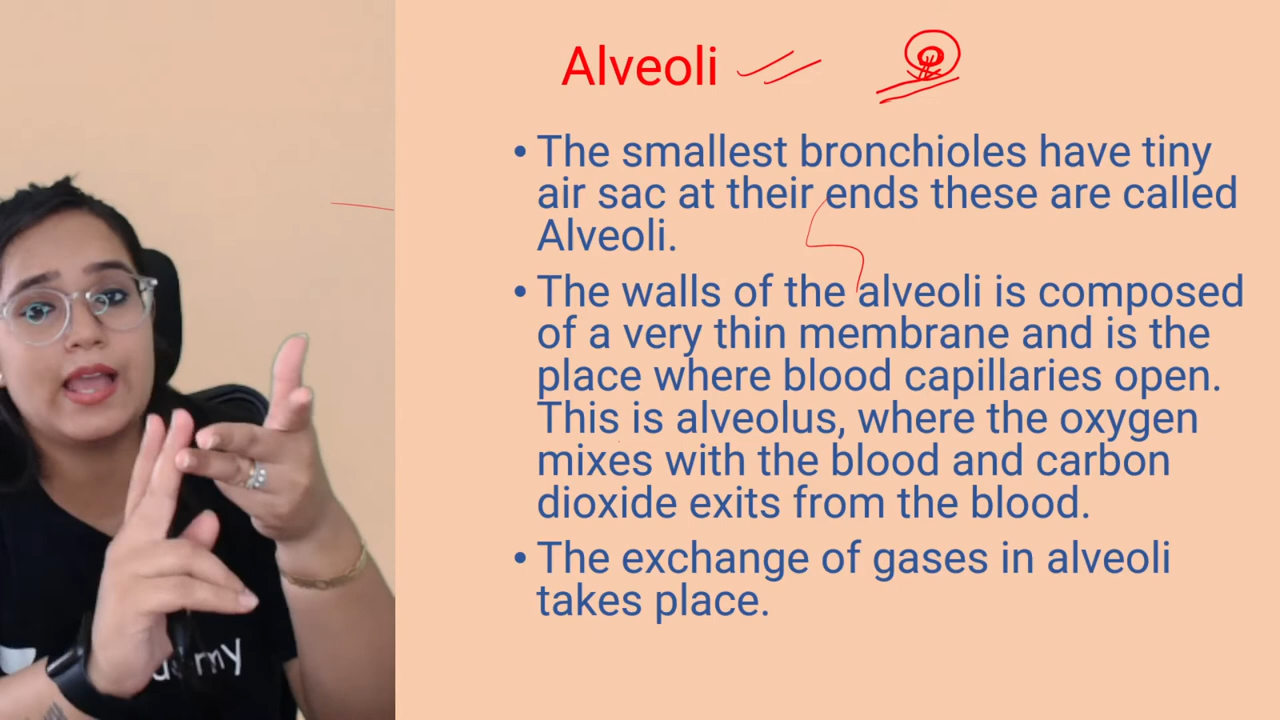 Alveoli
• The smallest bronchioles have tiny
air sac at their ends these are called
Alveoli.
• The walls of the alveoli is composed
of a very thin membrane and is the
place where blood capillaries open.
This is alveolus, where the oxygen
mixes with the blood and carbon
dioxide exits from the blood.
• The exchange of gases in alveoli
takes place.